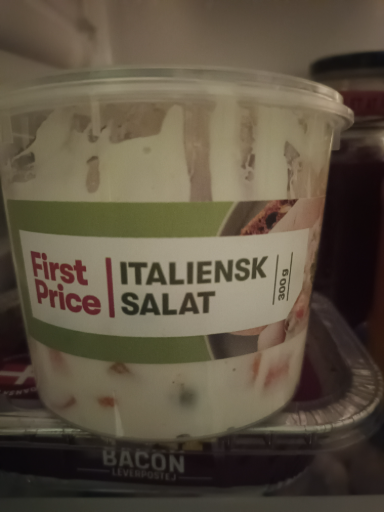 First
Price
ITALIENSK
SALAT
300 g
BACON
LEVERPOSTEJ